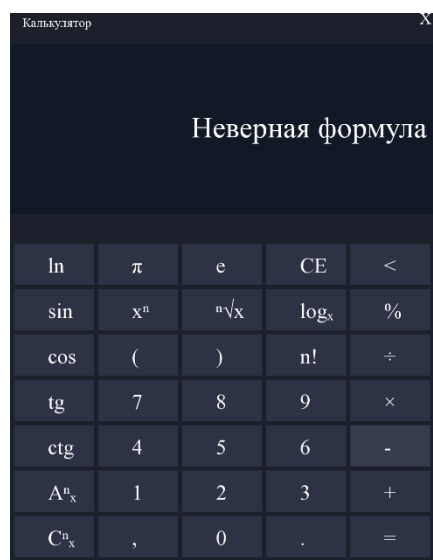 Калькулятор X
Неверная формула
ln π e CE <
sin xⁿ ⁿ√x logₓ %
cos ( ) n! ÷
tg 7 8 9 ×
ctg 4 5 6 -
Aⁿₓ 1 2 3 +
Cⁿₓ , 0 . =